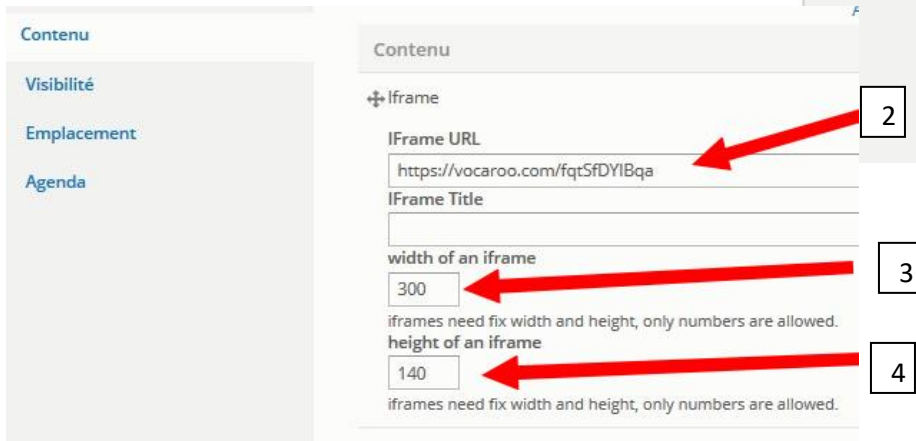 Contenu
Visibilité
Emplacement
Agenda
Contenu
Iframe
IFrame URL
https://vocaroo.com/fqtSfDYIBqa
IFrame Title
width of an iframe
300
iframes need fix width and height, only numbers are allowed.
height of an iframe
140
iframes need fix width and height, only numbers are allowed.
2
3
4